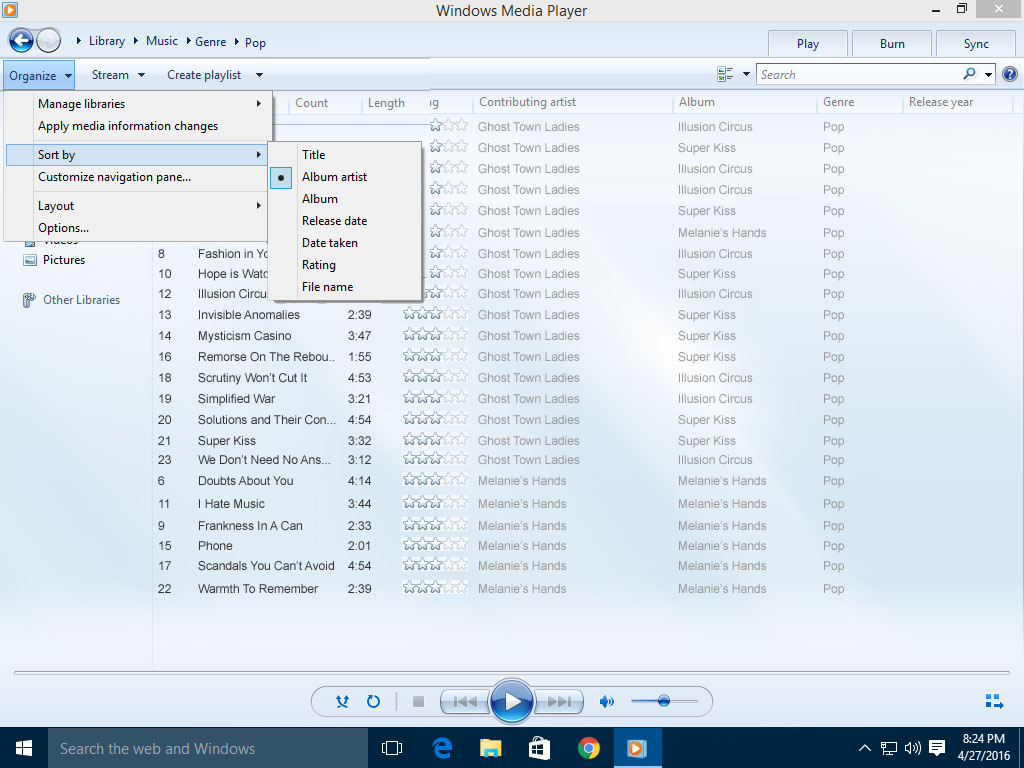 Windows Media Player
Library Music Genre Pop
Play Burn Sync
Organize Stream Create playlist Search
Count Length Contributing artist Album Genre Release year
Manage libraries
Apply media information changes
Sort by
Customize navigation pane...
Layout
Options...
Title
Album artist
Album
Release date
Date taken
Rating
File name
Videos
Pictures
Other Libraries
Ghost Town Ladies Illusion Circus Pop
Ghost Town Ladies Super Kiss Pop
Ghost Town Ladies Illusion Circus Pop
Ghost Town Ladies Illusion Circus Pop
Ghost Town Ladies Super Kiss Pop
Ghost Town Ladies Melanie's Hands Pop
8 Fashion in Yo Ghost Town Ladies Illusion Circus Pop
10 Hope is Watc Ghost Town Ladies Super Kiss Pop
12 Illusion Circu Ghost Town Ladies Illusion Circus Pop
13 Invisible Anomalies 2:39 Ghost Town Ladies Super Kiss Pop
14 Mysticism Casino 3:47 Ghost Town Ladies Super Kiss Pop
16 Remorse On The Rebou.. 1:55 Ghost Town Ladies Super Kiss Pop
18 Scrutiny Won't Cut It 4:53 Ghost Town Ladies Illusion Circus Pop
19 Simplified War 3:21 Ghost Town Ladies Illusion Circus Pop
20 Solutions and Their Con... 4:54 Ghost Town Ladies Super Kiss Pop
21 Super Kiss 3:32 Ghost Town Ladies Super Kiss Pop
23 We Don't Need No Ans... 3:12 Ghost Town Ladies Illusion Circus Pop
6 Doubts About You 4:14 Melanie's Hands Melanie's Hands Pop
11 I Hate Music 3:44 Melanie's Hands Melanie's Hands Pop
9 Frankness In A Can 2:33 Melanie's Hands Melanie's Hands Pop
15 Phone 2:01 Melanie's Hands Melanie's Hands Pop
17 Scandals You Can't Avoid 4:54 Melanie's Hands Melanie's Hands Pop
22 Warmth To Remember 2:39 Melanie's Hands Melanie's Hands Pop
Search the web and Windows
8:24 PM
4/27/2016